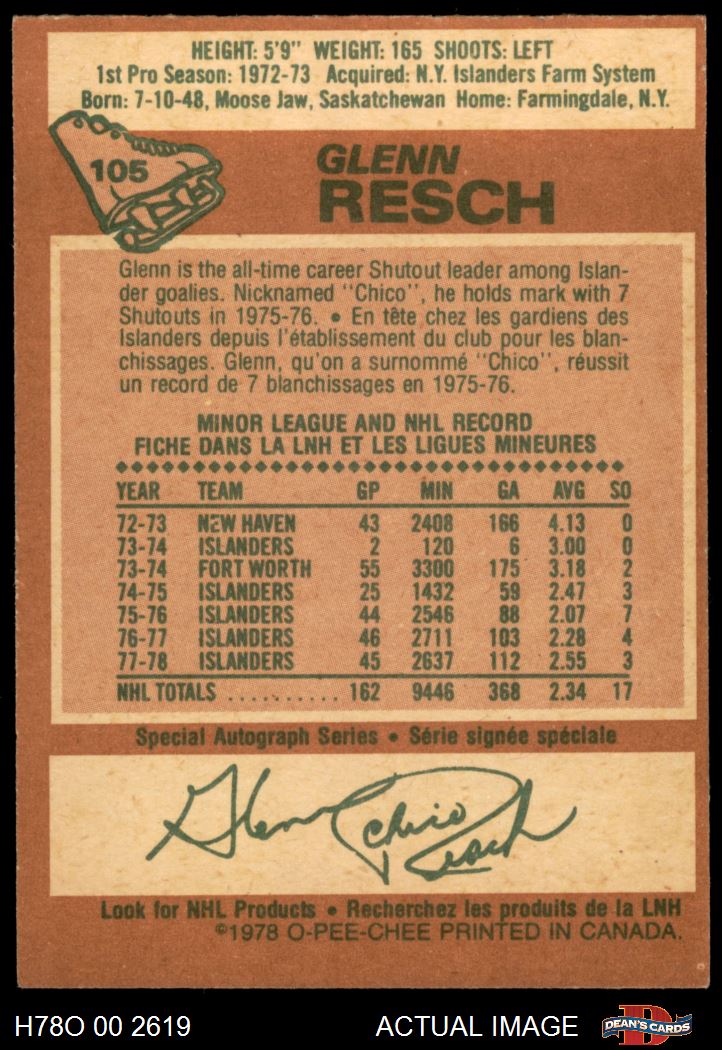 HEIGHT: 5'9" WEIGHT: 165 SHOOTS: LEFT
1st Pro Season: 1972-73 Acquired: N.Y. Islanders Farm System
Born: 7-10-48, Moose Jaw, Saskatchewan Home: Farmingdale, N.Y.
105
GLENN
RESCH
Glenn is the all-time career Shutout leader among Islan-
der goalies. Nicknamed "Chico", he holds mark with 7
Shutouts in 1975-76. • En tête chez les gardiens des
Islanders depuis l'établissement du club pour les blan-
chissages. Glenn, qu'on a surnommé "Chico", réussit
un record de 7 blanchissages en 1975-76.
MINOR LEAGUE AND NHL RECORD
FICHE DANS LA LNH ET LES LIGUES MINEURES
YEAR TEAM GP MIN GA AVG SO
72-73 NEW HAVEN 43 2408 166 4.13 0
73-74 ISLANDERS 2 120 6 3.00 0
73-74 FORT WORTH 55 3300 175 3.18 2
74-75 ISLANDERS 25 1432 59 2.47 3
75-76 ISLANDERS 44 2546 88 2.07 7
76-77 ISLANDERS 46 2711 103 2.28 4
77-78 ISLANDERS 45 2637 112 2.55 3
NHL TOTALS .......... 162 9446 368 2.34 17
Special Autograph Series • Série signée spéciale
Glenn Chico Resch
Look for NHL Products • Recherchez les produits de la LNH
©1978 O-PEE-CHEE PRINTED IN CANADA.
H78O 00 2619 ACTUAL IMAGE D DEAN'S CARDS